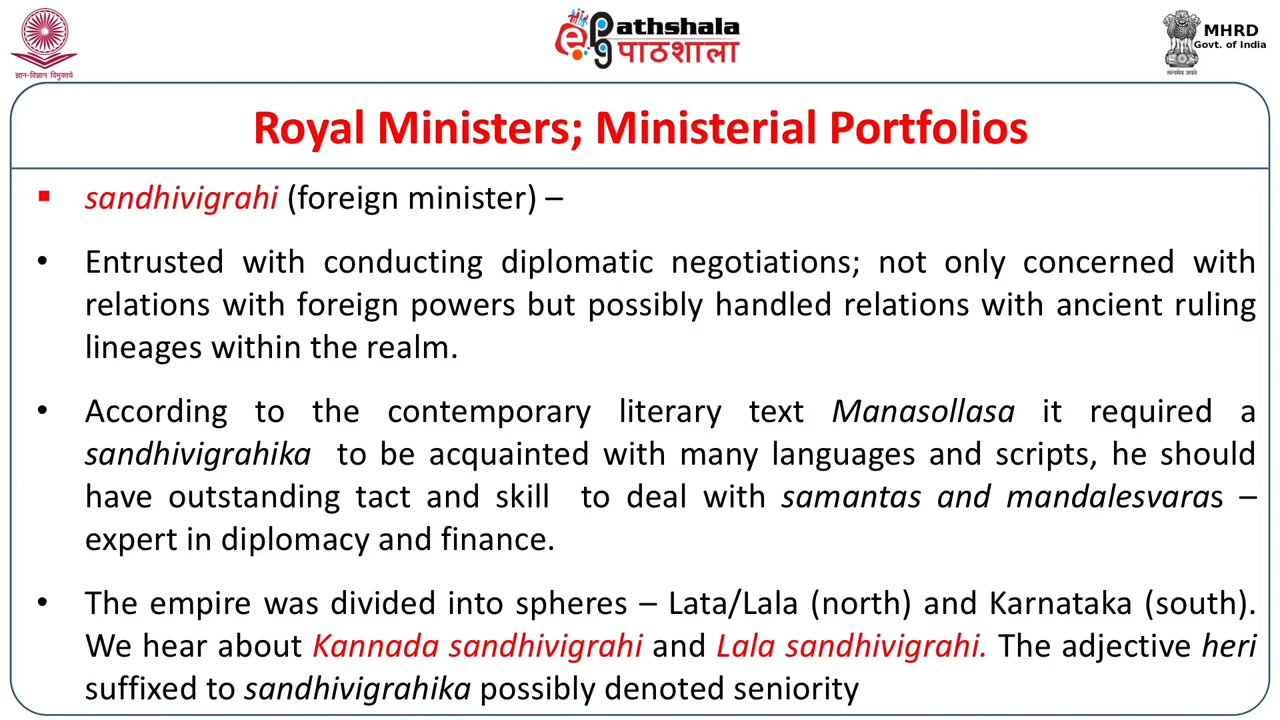 ज्ञान-विज्ञान विमुक्तये
ePathshala
पाठशाला
MHRD
Govt. of India
सत्यमेव जयते
Royal Ministers; Ministerial Portfolios
▪ sandhivigrahi (foreign minister) –
• Entrusted with conducting diplomatic negotiations; not only concerned with
relations with foreign powers but possibly handled relations with ancient ruling
lineages within the realm.
• According to the contemporary literary text Manasollasa it required a
sandhivigrahika to be acquainted with many languages and scripts, he should
have outstanding tact and skill to deal with samantas and mandalesvaras –
expert in diplomacy and finance.
• The empire was divided into spheres – Lata/Lala (north) and Karnataka (south).
We hear about Kannada sandhivigrahi and Lala sandhivigrahi. The adjective heri
suffixed to sandhivigrahika possibly denoted seniority